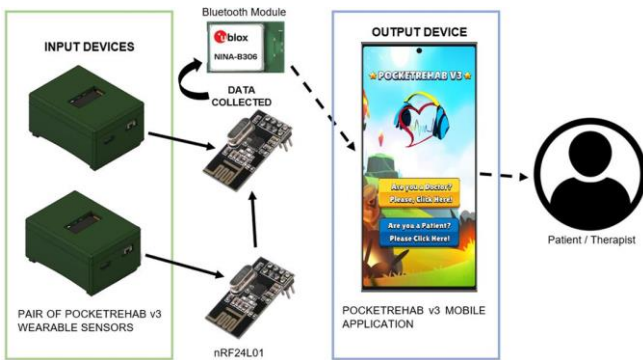 Bluetooth Module
INPUT DEVICES
ublox
NINA-B306
DATA
COLLECTED
OUTPUT DEVICE
POCKETREHAB V3
Are you a Doctor?
Please, Click Here!
Are you a Patient?
Please Click Here!
Patient / Therapist
PAIR OF POCKETREHAB v3
WEARABLE SENSORS
nRF24L01
POCKETREHAB v3 MOBILE
APPLICATION